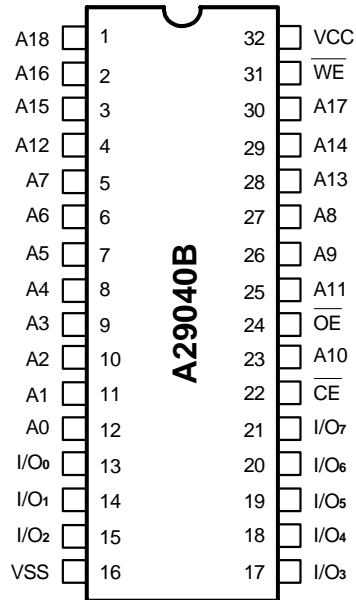 A18 1 32 VCC
A16 2 31 W̅E̅
A15 3 30 A17
A12 4 29 A14
A7 5 28 A13
A6 6 27 A8
A5 7 26 A9
A4 8 25 A11
A3 9 24 O̅E̅
A2 10 23 A10
A1 11 22 C̅E̅
A0 12 21 I/O₇
I/O₀ 13 20 I/O₆
I/O₁ 14 19 I/O₅
I/O₂ 15 18 I/O₄
VSS 16 17 I/O₃
A29040B